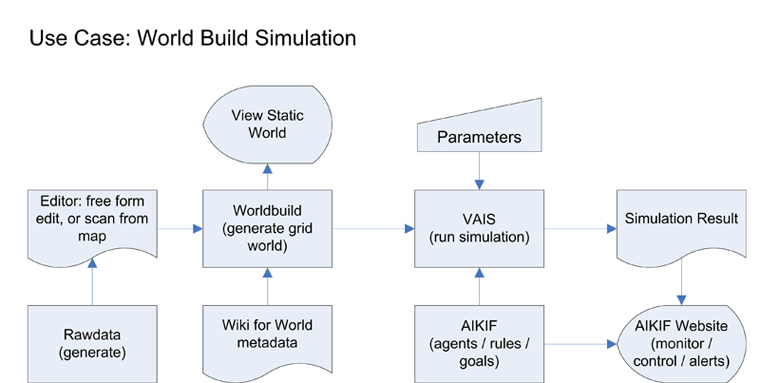 Use Case: World Build Simulation
View Static
World
Parameters
Editor: free form
edit, or scan from
map
Worldbuild
(generate grid
world)
VAIS
(run simulation)
Simulation Result
Rawdata
(generate)
Wiki for World
metadata
AIKIF
(agents / rules /
goals)
AIKIF Website
(monitor /
control / alerts)